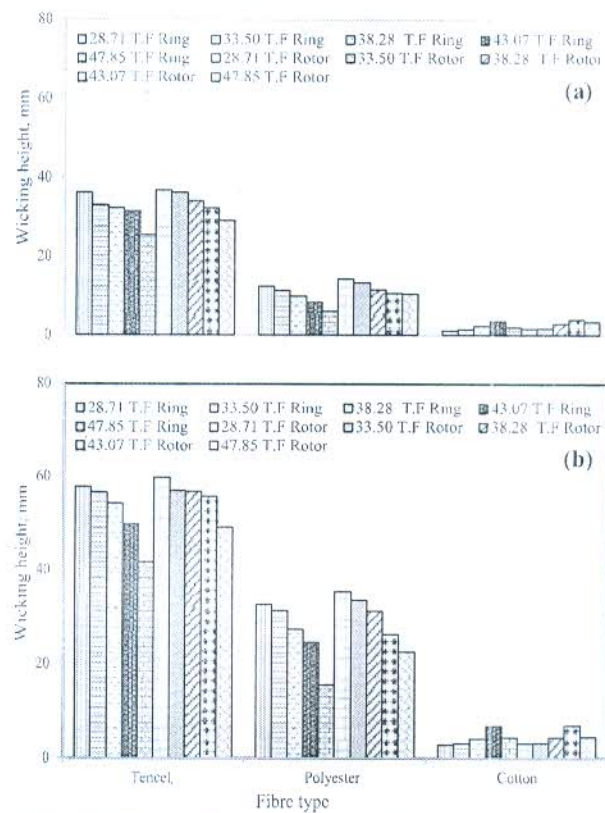 80
28.71 T.F Ring 33.50 T.F Ring 38.28 T.F Ring 43.07 T.F Ring
47.85 T.F Ring 28.71 T.F Rotor 33.50 T.F Rotor 38.28 T.F Rotor
43.07 T.F Rotor 47.85 T.F Rotor
(a)
60
40
20
0
Wicking height, mm
80
28.71 T.F Ring 33.50 T.F Ring 38.28 T.F Ring 43.07 T.F Ring
47.85 T.F Ring 28.71 T.F Rotor 33.50 T.F Rotor 38.28 T.F Rotor
43.07 T.F Rotor 47.85 T.F Rotor
(b)
60
40
20
0
Wicking height, mm
Tencel, Polyester Cotton
Fibre type